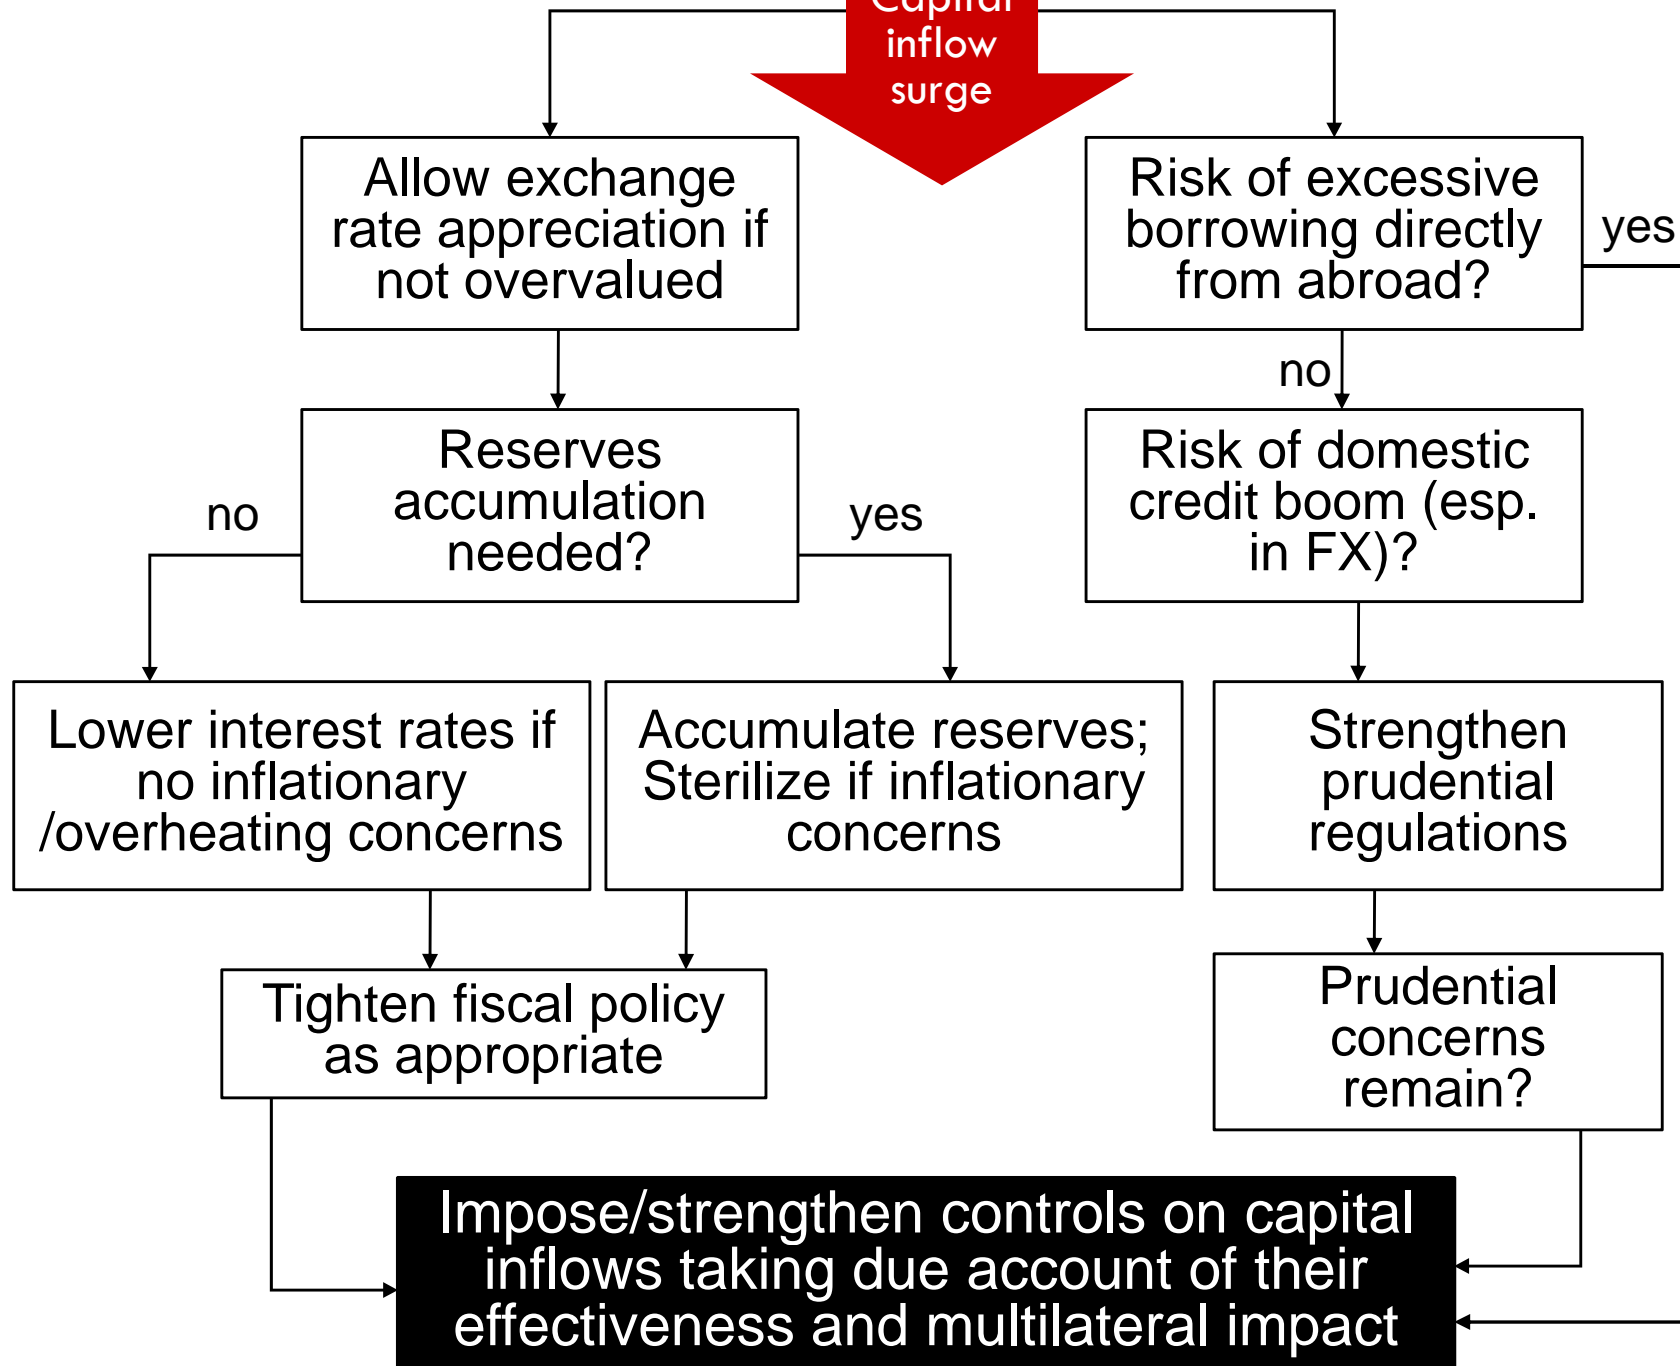 Capital
inflow
surge
Allow exchange
rate appreciation if
not overvalued
Risk of excessive
borrowing directly
from abroad?
yes
no
Reserves
accumulation
needed?
no
yes
Risk of domestic
credit boom (esp.
in FX)?
Lower interest rates if
no inflationary
/overheating concerns
Accumulate reserves;
Sterilize if inflationary
concerns
Strengthen
prudential
regulations
Tighten fiscal policy
as appropriate
Prudential
concerns
remain?
Impose/strengthen controls on capital
inflows taking due account of their
effectiveness and multilateral impact